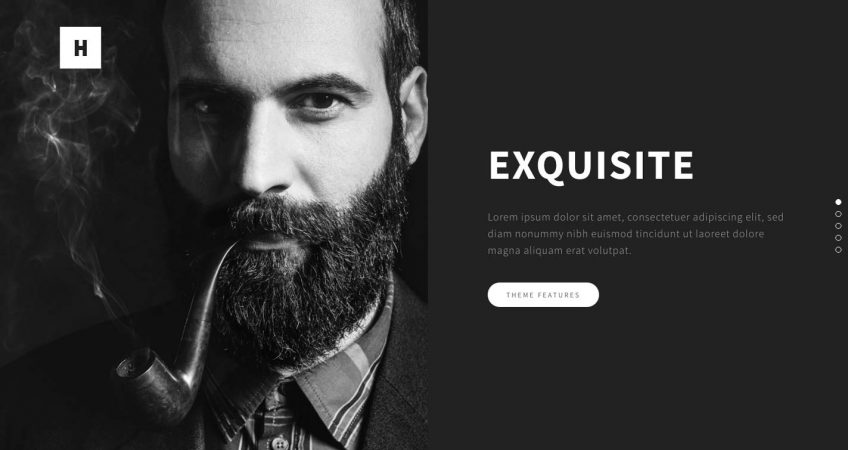 H
EXQUISITE
Lorem ipsum dolor sit amet, consectetuer adipiscing elit, sed
diam nonummy nibh euismod tincidunt ut laoreet dolore
magna aliquam erat volutpat.
THEME FEATURES